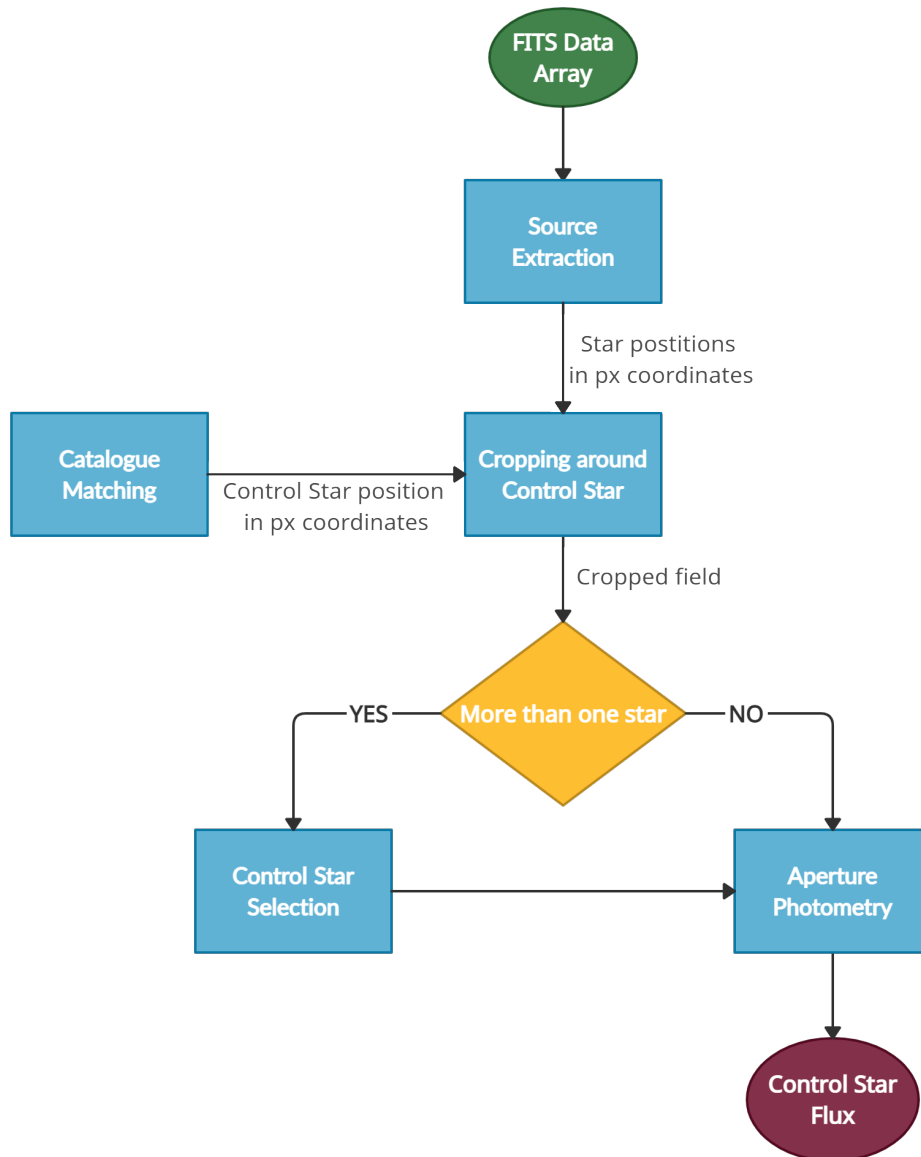 FITS Data
Array
Source
Extraction
Star postitions
in px coordinates
Catalogue
Matching
Control Star position
in px coordinates
Cropping around
Control Star
Cropped field
YES
More than one star
NO
Control Star
Selection
Aperture
Photometry
Control Star
Flux